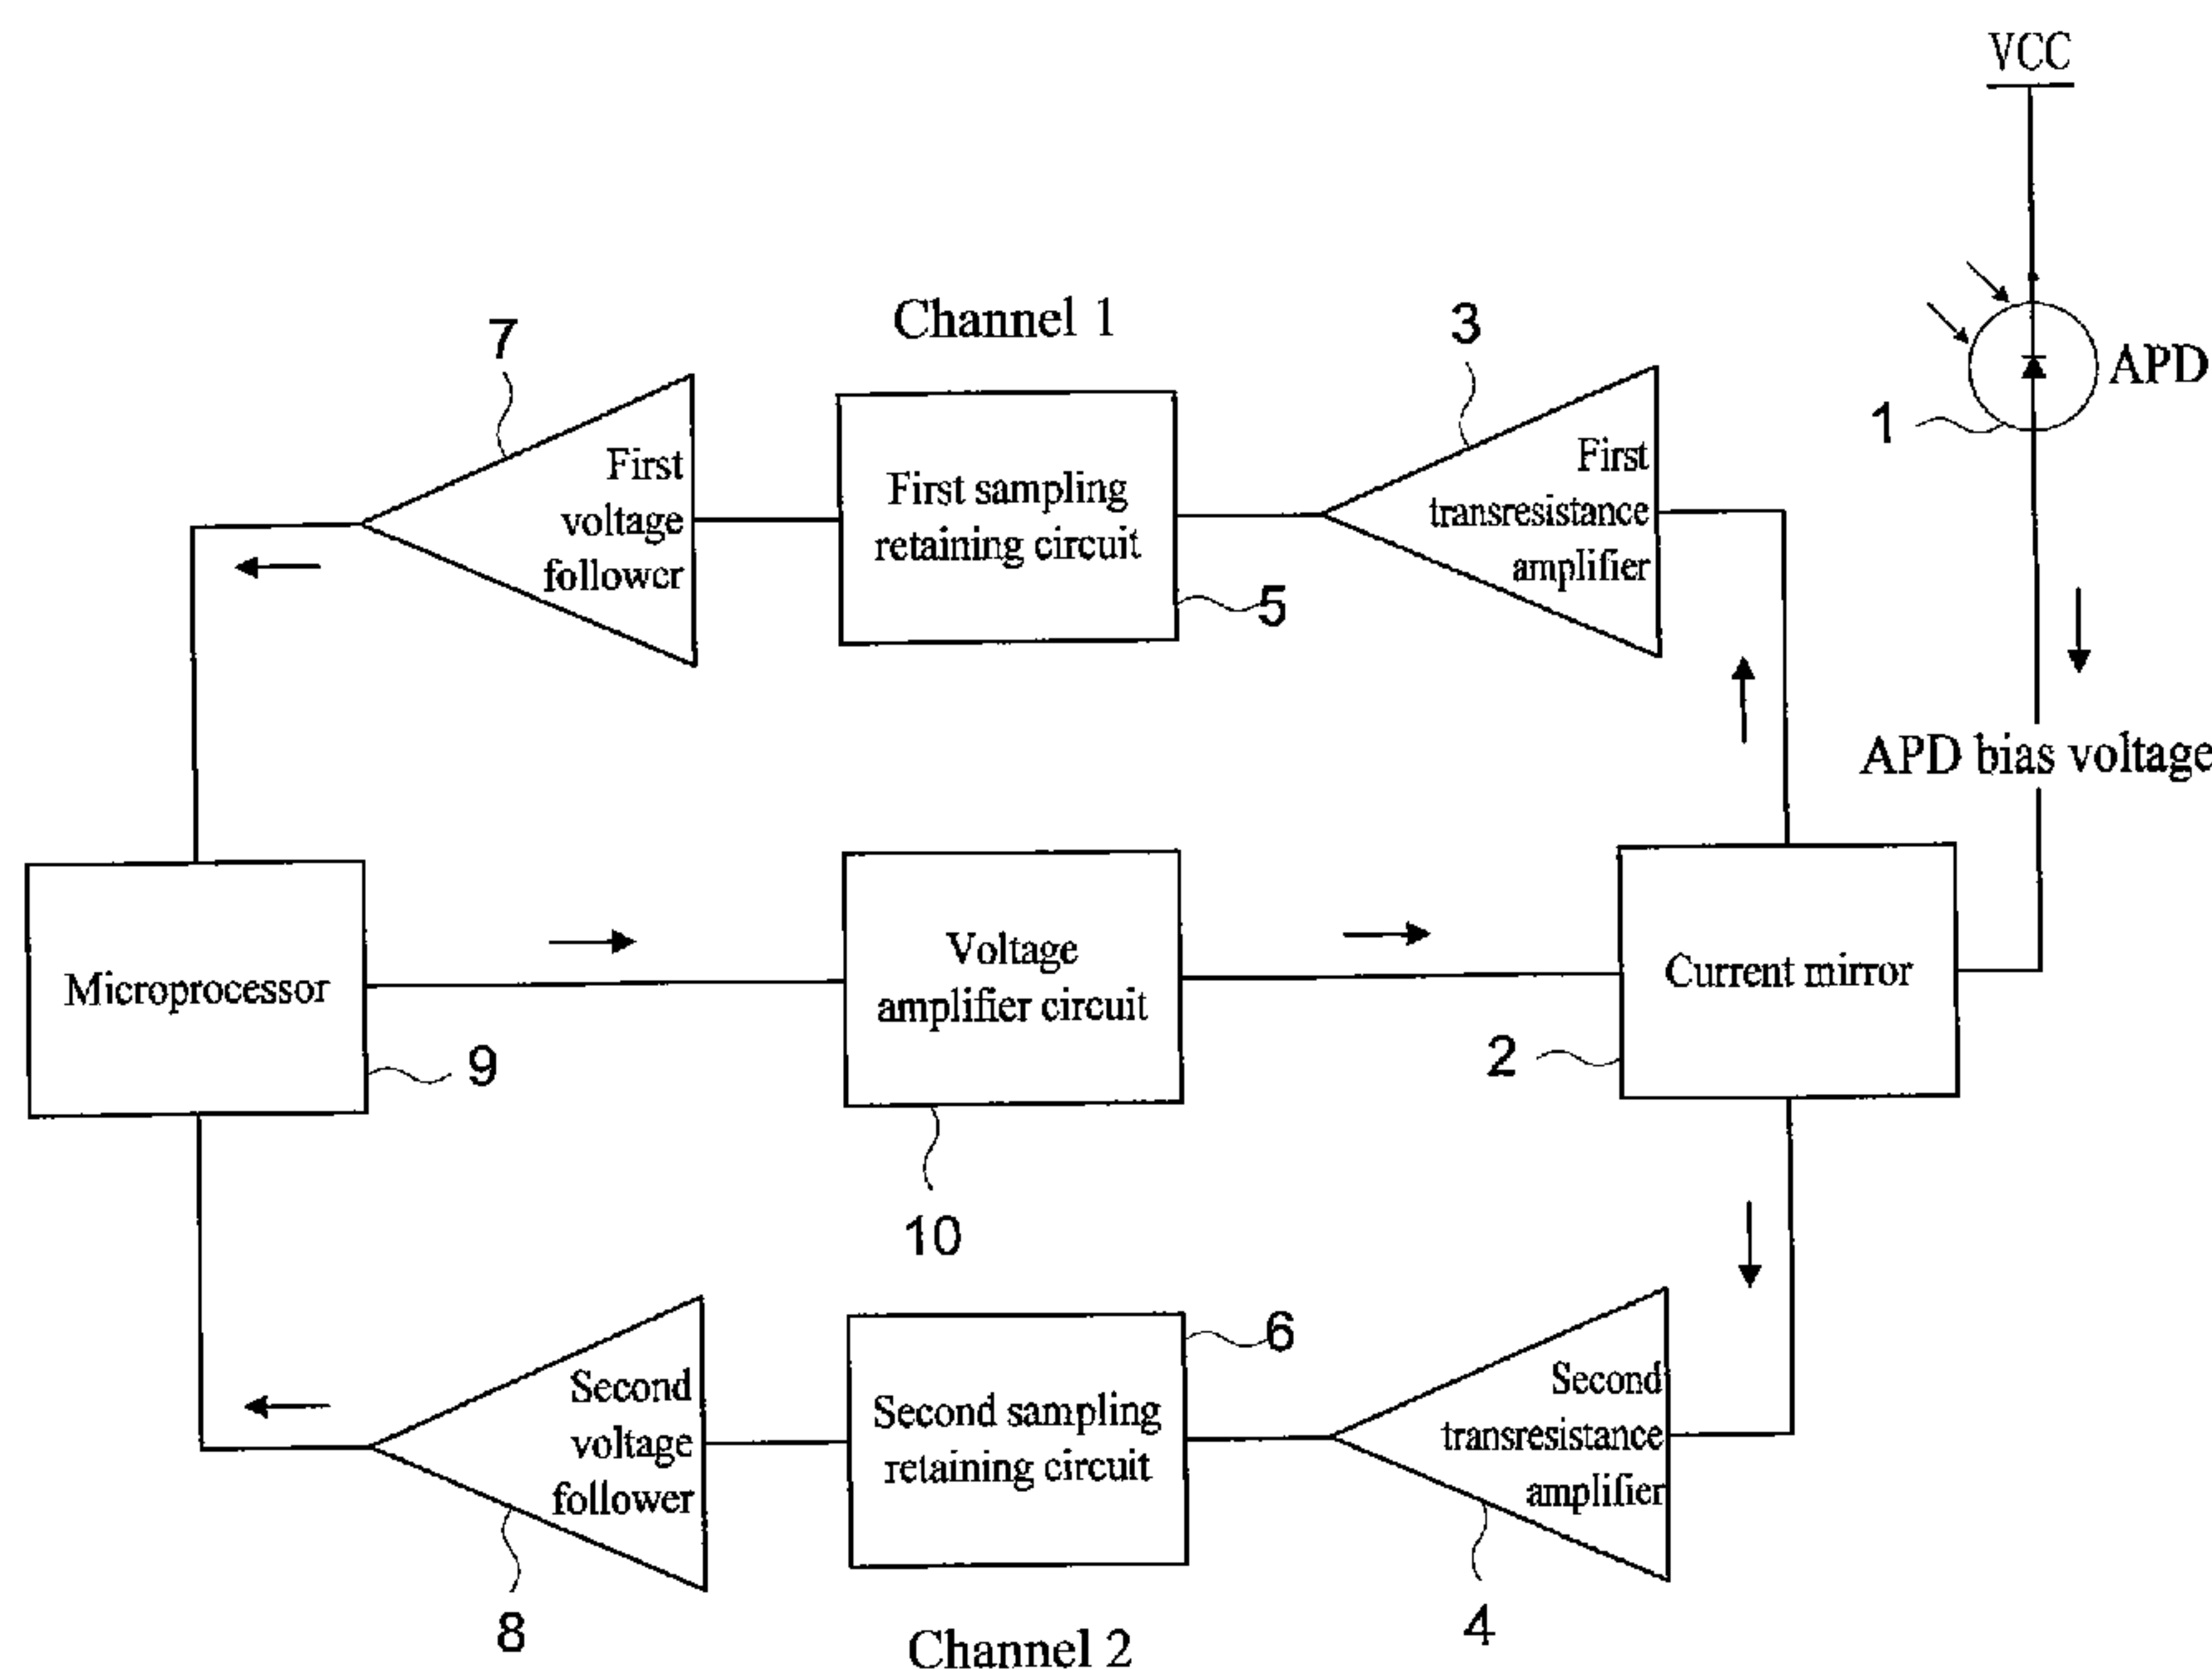 VCC
APD
1
Channel 1
7
First
voltage
follower
First sampling
retaining circuit
5
3
First
transresistance
amplifier
APD bias voltage
Microprocessor
9
Voltage
amplifier circuit
10
Current mirror
2
Second
voltage
follower
8
Second sampling
retaining circuit
6
Second
transresistance
amplifier
4
Channel 2